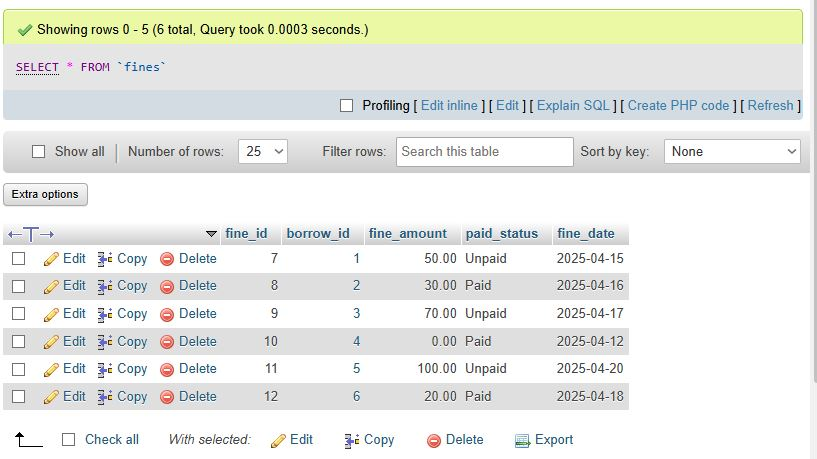 Showing rows 0 - 5 (6 total, Query took 0.0003 seconds.)
SELECT * FROM `fines`
Profiling [ Edit inline ] [ Edit ] [ Explain SQL ] [ Create PHP code ] [ Refresh ]
Show all Number of rows: 25 Filter rows: Search this table Sort by key: None
Extra options
fine_id borrow_id fine_amount paid_status fine_date
Edit Copy Delete 7 1 50.00 Unpaid 2025-04-15
Edit Copy Delete 8 2 30.00 Paid 2025-04-16
Edit Copy Delete 9 3 70.00 Unpaid 2025-04-17
Edit Copy Delete 10 4 0.00 Paid 2025-04-12
Edit Copy Delete 11 5 100.00 Unpaid 2025-04-20
Edit Copy Delete 12 6 20.00 Paid 2025-04-18
Check all With selected: Edit Copy Delete Export